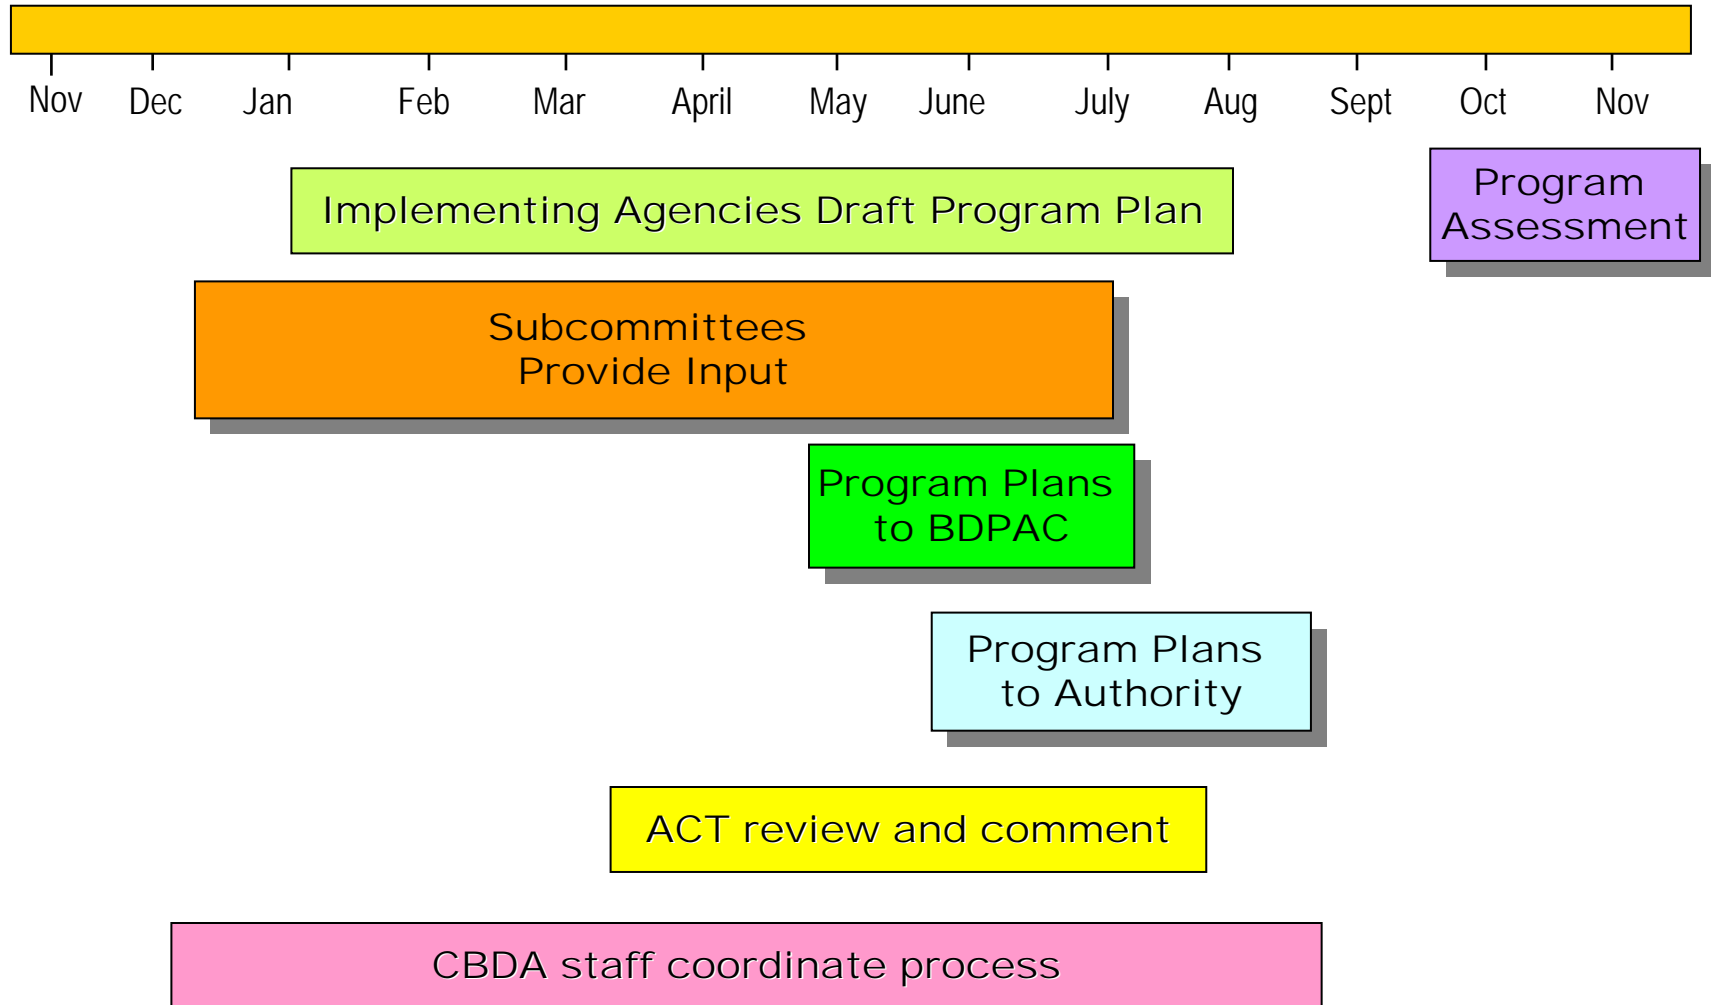 Nov Dec Jan Feb Mar April May June July Aug Sept Oct Nov
Implementing Agencies Draft Program Plan
Program
Assessment
Subcommittees
Provide Input
Program Plans
to BDPAC
Program Plans
to Authority
ACT review and comment
CBDA staff coordinate process